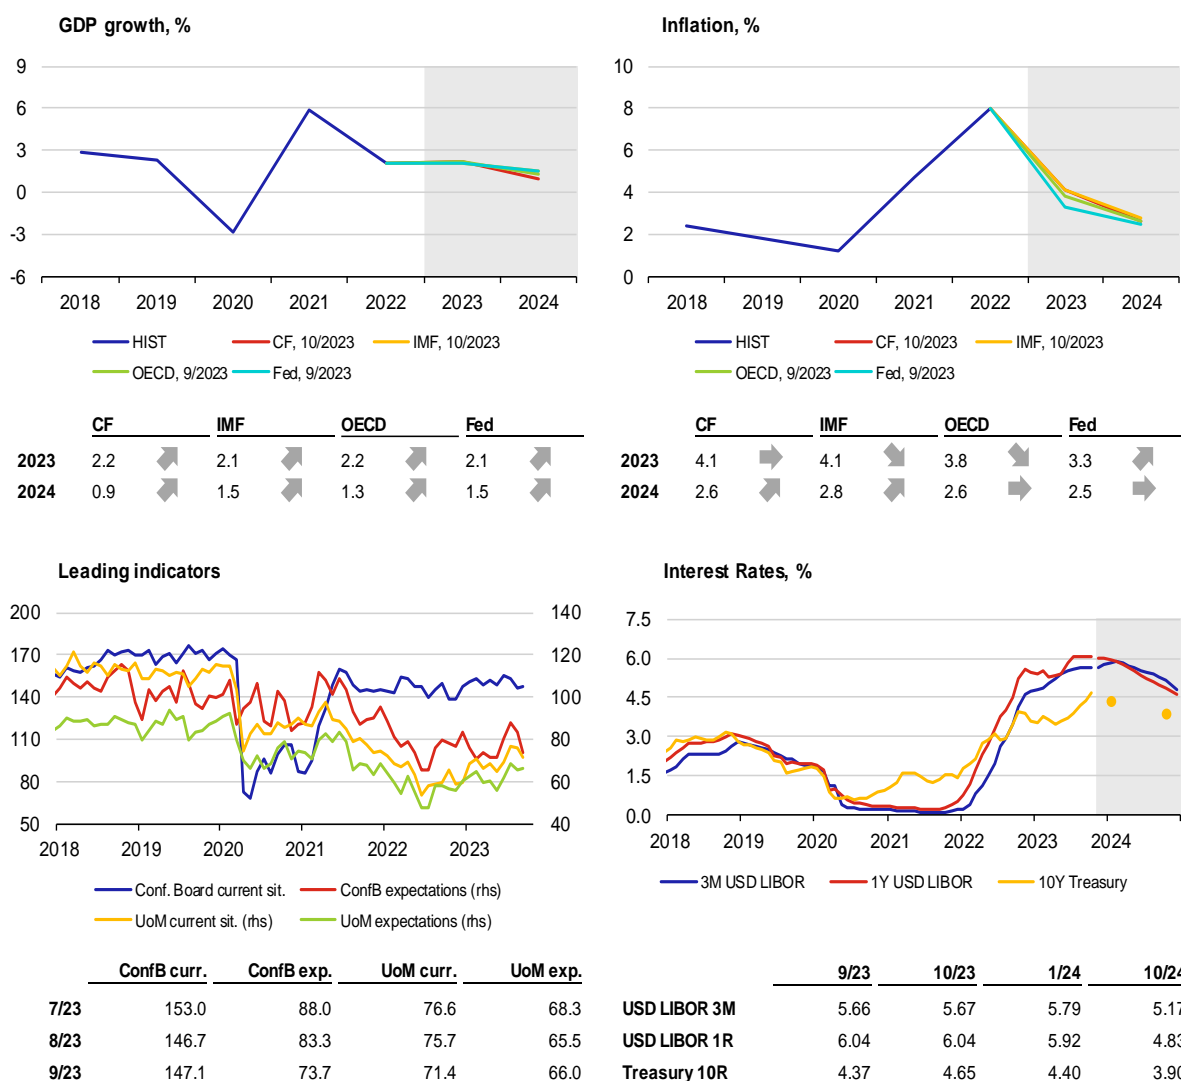 GDP growth, %
9
6
3
0
-3
-6
2018 2019 2020 2021 2022 2023 2024
HIST CF, 10/2023 IMF, 10/2023
OECD, 9/2023 Fed, 9/2023
CF IMF OECD Fed
2023 2.2 2.1 2.2 2.1
2024 0.9 1.5 1.3 1.5
Inflation, %
10
8
6
4
2
0
2018 2019 2020 2021 2022 2023 2024
HIST CF, 10/2023 IMF, 10/2023
OECD, 9/2023 Fed, 9/2023
CF IMF OECD Fed
2023 4.1 4.1 3.8 3.3
2024 2.6 2.8 2.6 2.5
Leading indicators
200 140
170 120
140 100
110 80
80 60
50 40
2018 2019 2020 2021 2022 2023
Conf. Board current sit. ConfB expectations (rhs)
UoM current sit. (rhs) UoM expectations (rhs)
ConfB curr. ConfB exp. UoM curr. UoM exp.
7/23 153.0 88.0 76.6 68.3
8/23 146.7 83.3 75.7 65.5
9/23 147.1 73.7 71.4 66.0
Interest Rates, %
7.5
6.0
4.5
3.0
1.5
0.0
2018 2019 2020 2021 2022 2023 2024
3M USD LIBOR 1Y USD LIBOR 10Y Treasury
9/23 10/23 1/24 10/24
USD LIBOR 3M 5.66 5.67 5.79 5.17
USD LIBOR 1R 6.04 6.04 5.92 4.83
Treasury 10R 4.37 4.65 4.40 3.90